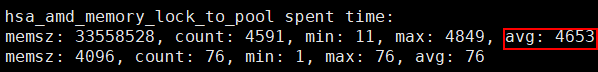 hsa_amd_memory_lock_to_pool spent time:
memsz: 33558528, count: 4591, min: 11, max: 4849, avg: 4653
memsz: 4096, count: 76, min: 1, max: 76, avg: 76